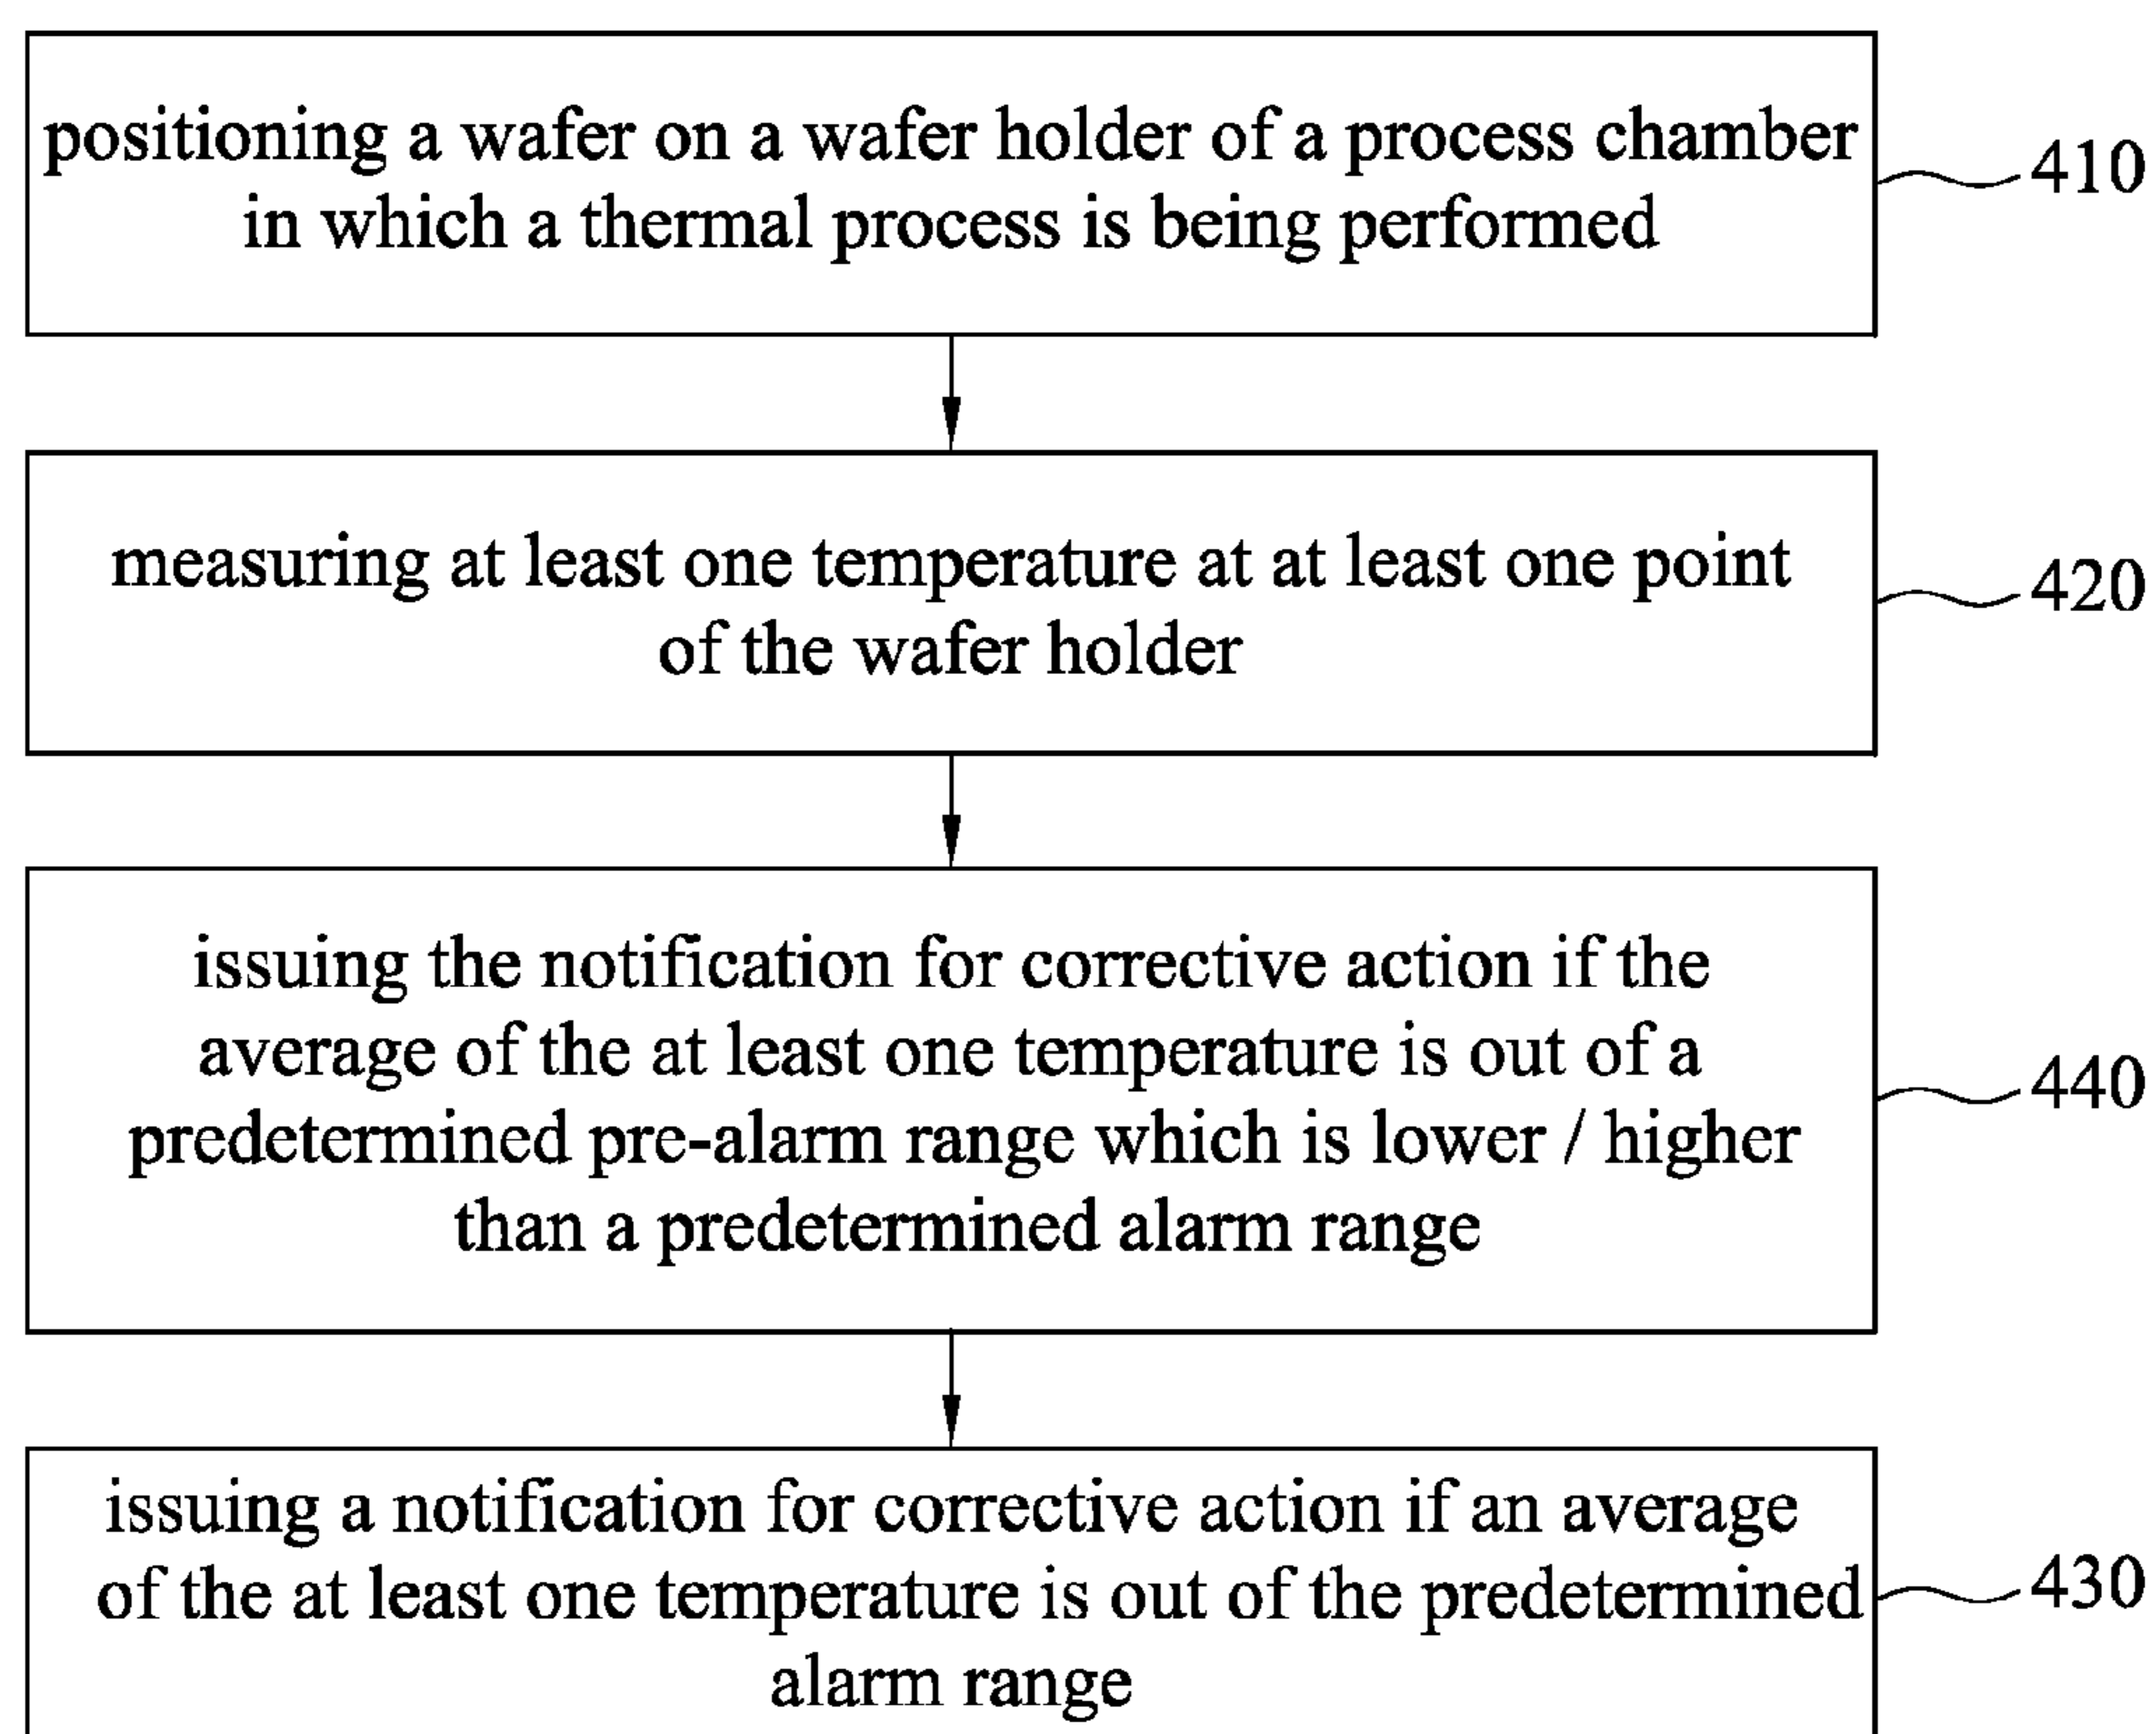 positioning a wafer on a wafer holder of a process chamber
in which a thermal process is being performed
410
measuring at least one temperature at at least one point
of the wafer holder
420
issuing the notification for corrective action if the
average of the at least one temperature is out of a
predetermined pre-alarm range which is lower / higher
than a predetermined alarm range
440
issuing a notification for corrective action if an average
of the at least one temperature is out of the predetermined
alarm range
430